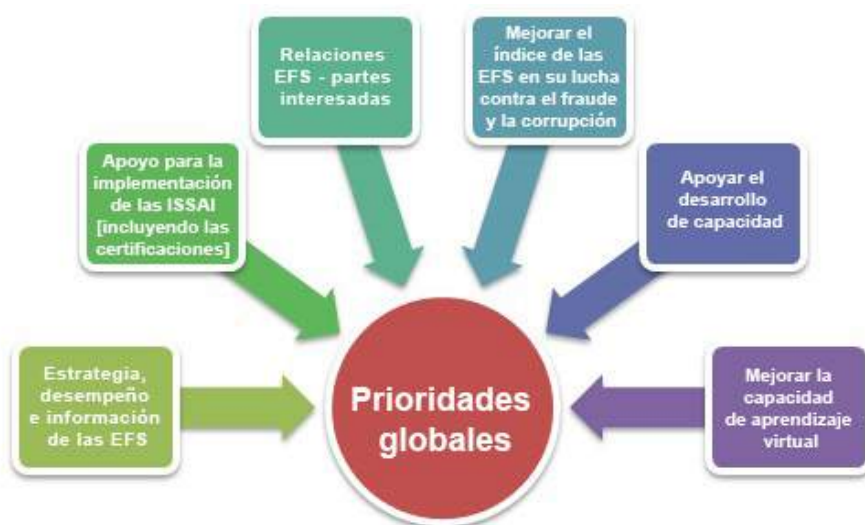 Estrategia,
desempeño
e información
de las EFS
Apoyo para la
implementación
de las ISSAI
[incluyendo las
certificaciones]
Relaciones
EFS - partes
interesadas
Mejorar el
índice de las
EFS en su lucha
contra el fraude
y la corrupción
Apoyar el
desarrollo
de capacidad
Mejorar la
capacidad
de aprendizaje
virtual
Prioridades
globales